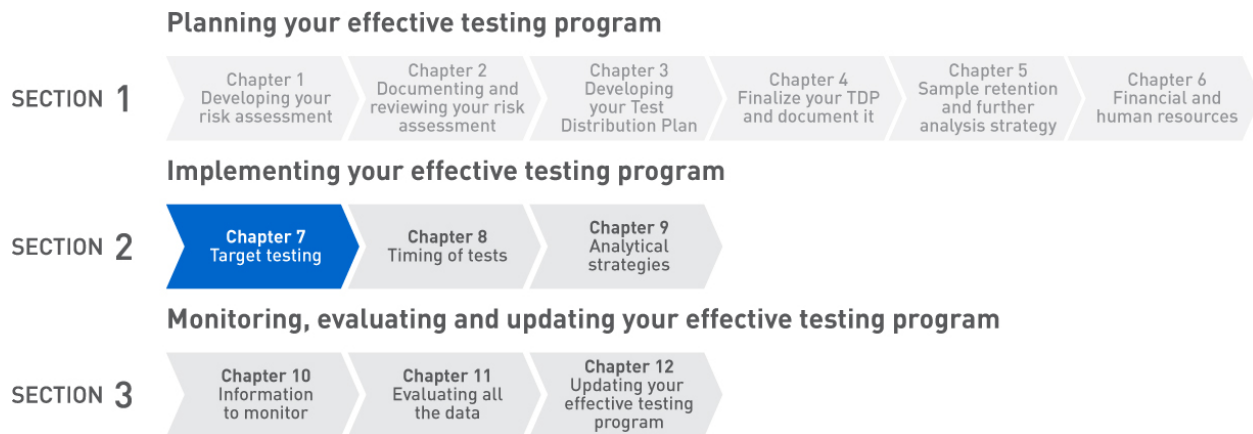 Planning your effective testing program
SECTION 1
Chapter 1
Developing your
risk assessment
Chapter 2
Documenting and
reviewing your risk
assessment
Chapter 3
Developing
your Test
Distribution Plan
Chapter 4
Finalize your TDP
and document it
Chapter 5
Sample retention
and further
analysis strategy
Chapter 6
Financial and
human resources
Implementing your effective testing program
SECTION 2
Chapter 7
Target testing
Chapter 8
Timing of tests
Chapter 9
Analytical
strategies
Monitoring, evaluating and updating your effective testing program
SECTION 3
Chapter 10
Information
to monitor
Chapter 11
Evaluating all
the data
Chapter 12
Updating your
effective testing
program